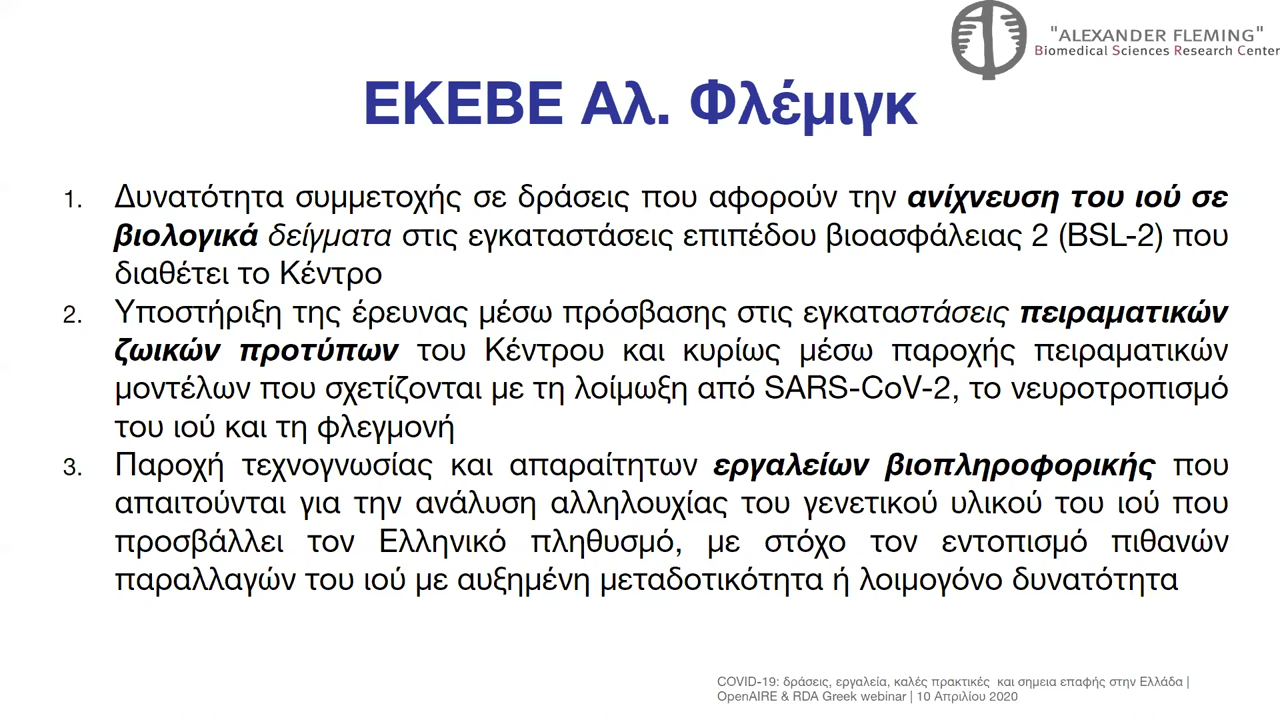 "ALEXANDER FLEMING"
Biomedical Sciences Research Center
ΕΚΕΒΕ Αλ. Φλέμιγκ
1. Δυνατότητα συμμετοχής σε δράσεις που αφορούν την ανίχνευση του ιού σε
βιολογικά δείγματα στις εγκαταστάσεις επιπέδου βιοασφάλειας 2 (BSL-2) που
διαθέτει το Κέντρο
2. Υποστήριξη της έρευνας μέσω πρόσβασης στις εγκαταστάσεις πειραματικών
ζωικών προτύπων του Κέντρου και κυρίως μέσω παροχής πειραματικών
μοντέλων που σχετίζονται με τη λοίμωξη από SARS-CoV-2, το νευροτροπισμό
του ιού και τη φλεγμονή
3. Παροχή τεχνογνωσίας και απαραίτητων εργαλείων βιοπληροφορικής που
απαιτούνται για την ανάλυση αλληλουχίας του γενετικού υλικού του ιού που
προσβάλλει τον Ελληνικό πληθυσμό, με στόχο τον εντοπισμό πιθανών
παραλλαγών του ιού με αυξημένη μεταδοτικότητα ή λοιμογόνο δυνατότητα
COVID-19: δράσεις, εργαλεία, καλές πρακτικές και σημεια επαφής στην Ελλάδα |
OpenAIRE & RDA Greek webinar | 10 Απριλίου 2020